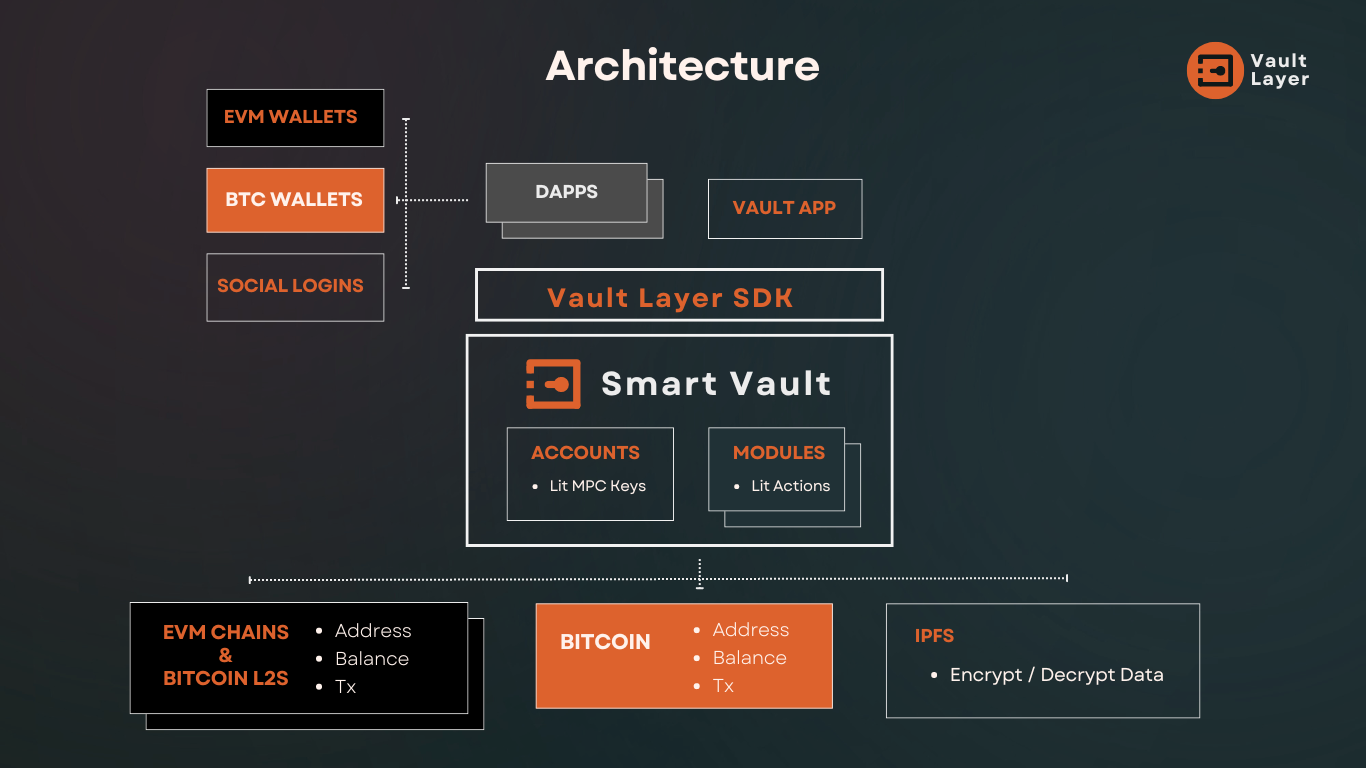 Architecture
Vault
Layer
EVM WALLETS
BTC WALLETS
SOCIAL LOGINS
DAPPS
VAULT APP
Vault Layer SDK
Smart Vault
ACCOUNTS
• Lit MPC Keys
MODULES
• Lit Actions
EVM CHAINS
&
BITCOIN L2S
• Address
• Balance
• Tx
BITCOIN
• Address
• Balance
• Tx
IPFS
• Encrypt / Decrypt Data